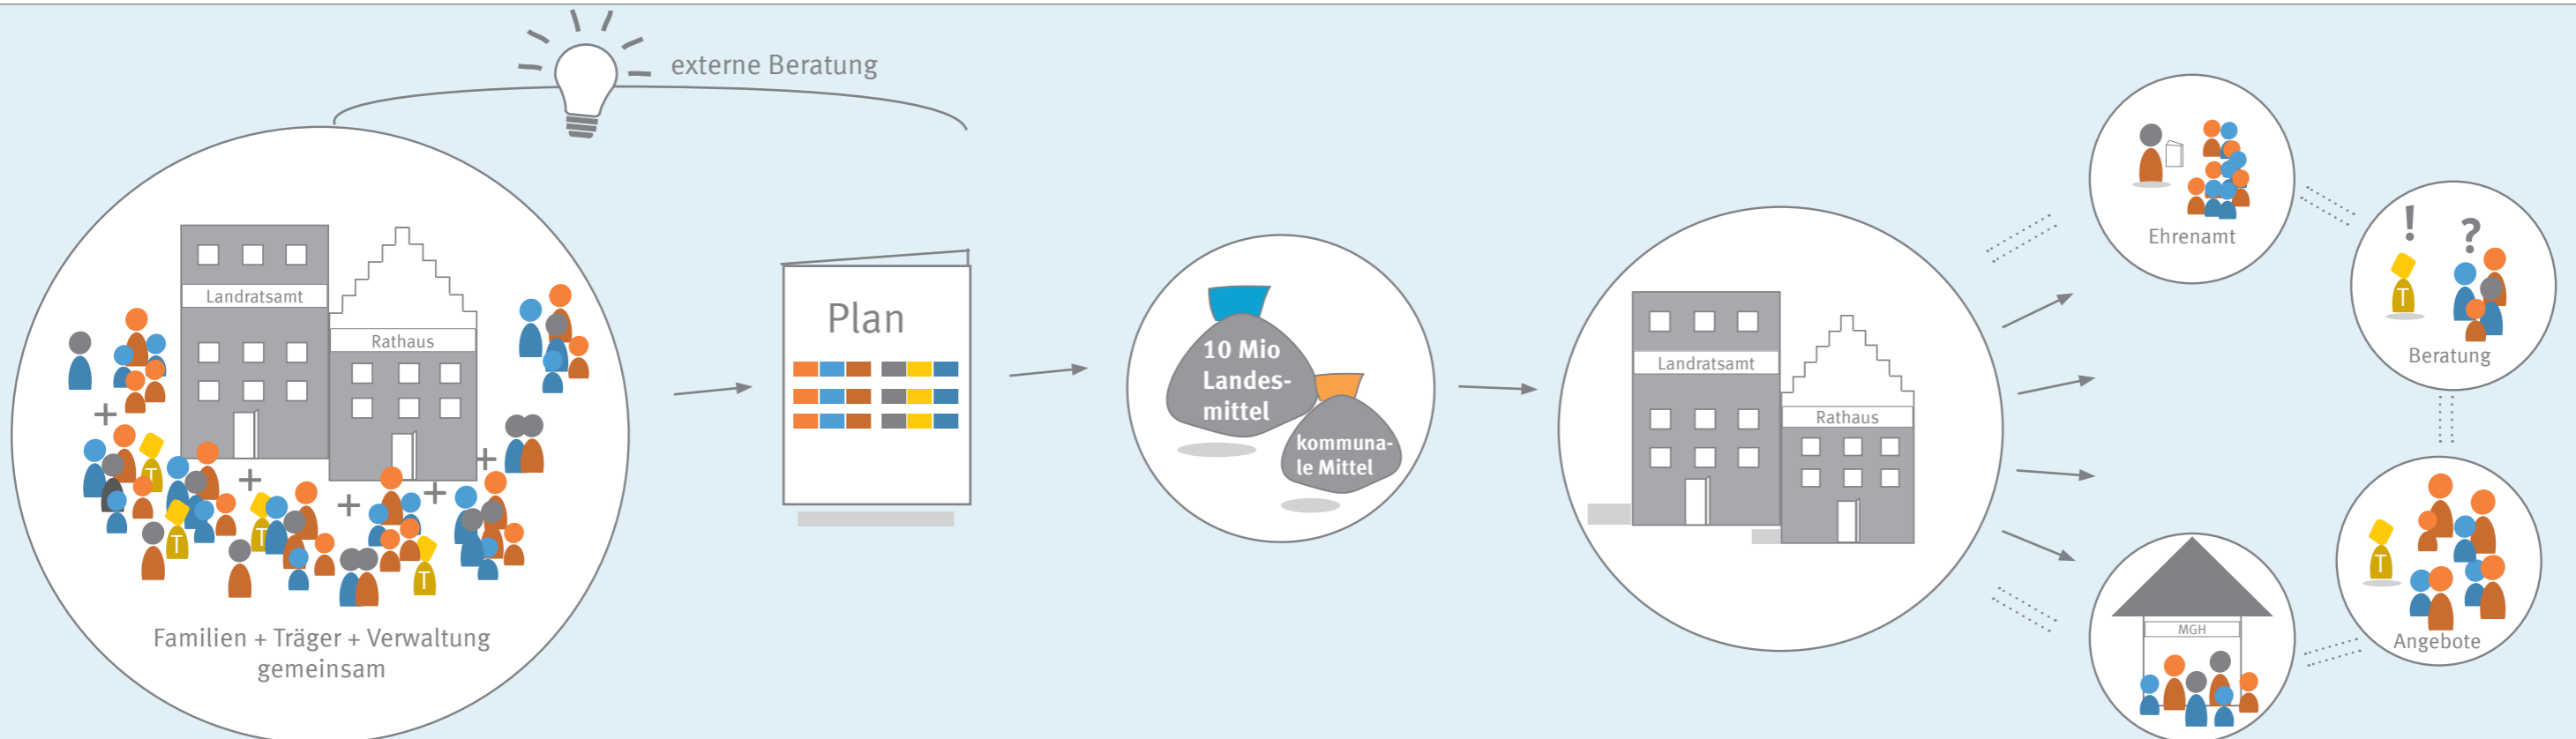 externe Beratung
Landratsamt
Rathaus
+
+
+
+
+
T
T
T
T
Familien + Träger + Verwaltung
gemeinsam
Plan
10 Mio
Landes-
mittel
kommuna-
le Mittel
Landratsamt
Rathaus
Ehrenamt
! ?
T
Beratung
T
Angebote
MGH